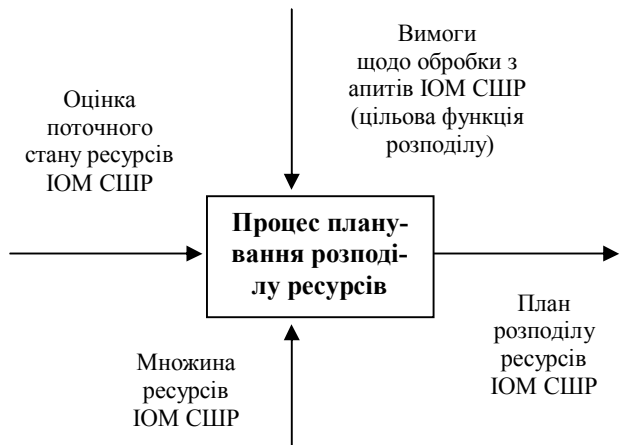 Вимоги
щодо обробки з
апитів ІОМ СШР
(цільова функція
розподілу)
Оцінка
поточного
стану ресурсів
ІОМ СШР
Процес плану-
вання розподі-
лу ресурсів
План
розподілу
ресурсів
ІОМ СШР
Множина
ресурсів
ІОМ СШР